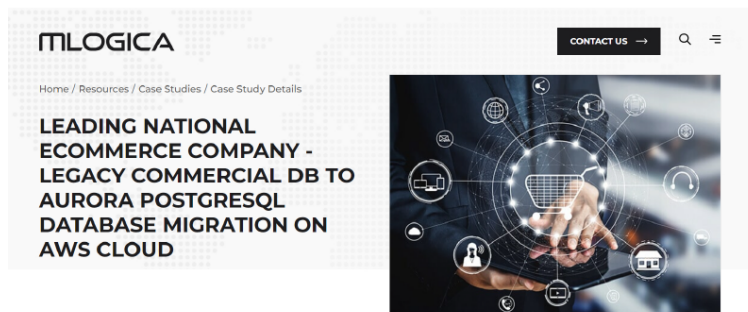 MLOGICA
CONTACT US
Home / Resources / Case Studies / Case Study Details
LEADING NATIONAL
ECOMMERCE COMPANY -
LEGACY COMMERCIAL DB TO
AURORA POSTGRESQL
DATABASE MIGRATION ON
AWS CLOUD